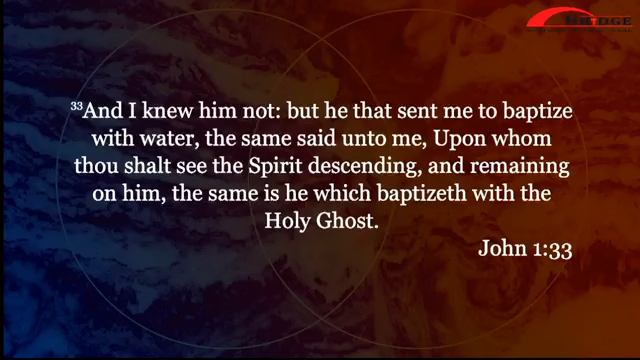 BRIDGE
³³And I knew him not: but he that sent me to baptize
with water, the same said unto me, Upon whom
thou shalt see the Spirit descending, and remaining
on him, the same is he which baptizeth with the
Holy Ghost.
John 1:33